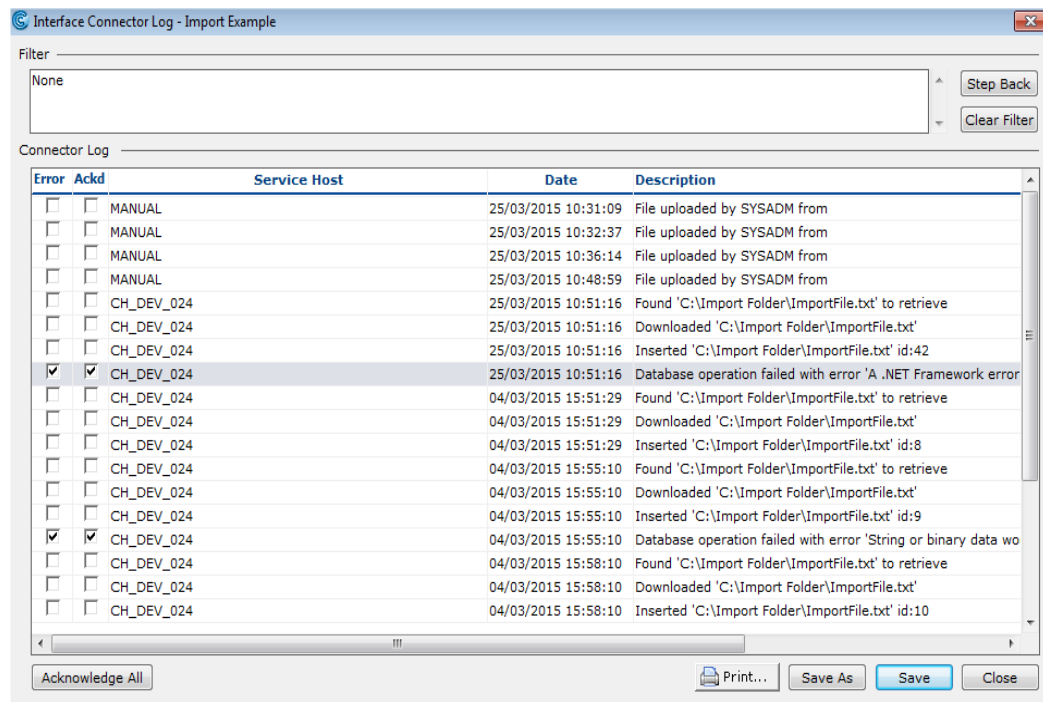 Interface Connector Log - Import Example
Filter
None
Step Back
Clear Filter
Connector Log
Error Ackd Service Host Date Description
MANUAL 25/03/2015 10:31:09 File uploaded by SYSADM from
MANUAL 25/03/2015 10:32:37 File uploaded by SYSADM from
MANUAL 25/03/2015 10:36:14 File uploaded by SYSADM from
MANUAL 25/03/2015 10:48:59 File uploaded by SYSADM from
CH_DEV_024 25/03/2015 10:51:16 Found 'C:\Import Folder\ImportFile.txt' to retrieve
CH_DEV_024 25/03/2015 10:51:16 Downloaded 'C:\Import Folder\ImportFile.txt'
CH_DEV_024 25/03/2015 10:51:16 Inserted 'C:\Import Folder\ImportFile.txt' id:42
CH_DEV_024 25/03/2015 10:51:16 Database operation failed with error 'A .NET Framework error
CH_DEV_024 04/03/2015 15:51:29 Found 'C:\Import Folder\ImportFile.txt' to retrieve
CH_DEV_024 04/03/2015 15:51:29 Downloaded 'C:\Import Folder\ImportFile.txt'
CH_DEV_024 04/03/2015 15:51:29 Inserted 'C:\Import Folder\ImportFile.txt' id:8
CH_DEV_024 04/03/2015 15:55:10 Found 'C:\Import Folder\ImportFile.txt' to retrieve
CH_DEV_024 04/03/2015 15:55:10 Downloaded 'C:\Import Folder\ImportFile.txt'
CH_DEV_024 04/03/2015 15:55:10 Inserted 'C:\Import Folder\ImportFile.txt' id:9
CH_DEV_024 04/03/2015 15:55:10 Database operation failed with error 'String or binary data wo
CH_DEV_024 04/03/2015 15:58:10 Found 'C:\Import Folder\ImportFile.txt' to retrieve
CH_DEV_024 04/03/2015 15:58:10 Downloaded 'C:\Import Folder\ImportFile.txt'
CH_DEV_024 04/03/2015 15:58:10 Inserted 'C:\Import Folder\ImportFile.txt' id:10
Acknowledge All Print... Save As Save Close